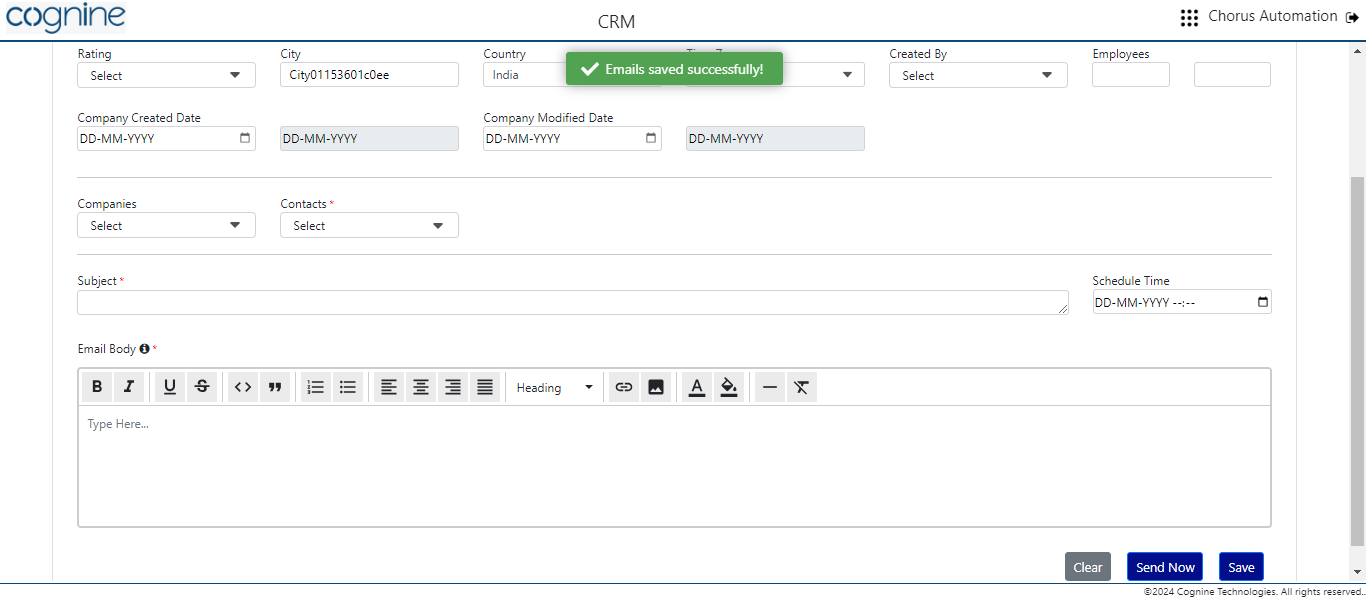 cognine
CRM
Chorus Automation
Rating
City
Country
Created By
Employees
Select
City01153601c0ee
India
Emails saved successfully!
Select
Company Created Date
Company Modified Date
DD-MM-YYYY
DD-MM-YYYY
DD-MM-YYYY
DD-MM-YYYY
Companies
Contacts *
Select
Select
Subject *
Schedule Time
DD-MM-YYYY --:--
Email Body *
B I U S <> " Heading A
Type Here...
Clear
Send Now
Save
©2024 Cognine Technologies. All rights reserved.